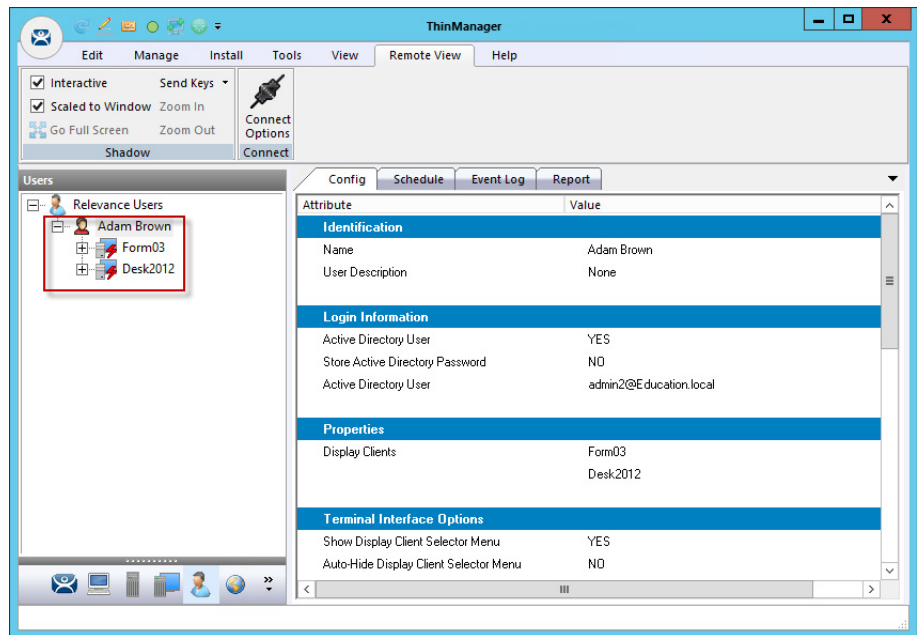 ThinManager
Edit Manage Install Tools View Remote View Help
Interactive Send Keys
Scaled to Window Zoom In
Go Full Screen Zoom Out
Shadow
Connect Options
Connect
Users
Relevance Users
Adam Brown
Form03
Desk2012
Config Schedule Event Log Report
Attribute Value
Identification
Name Adam Brown
User Description None
Login Information
Active Directory User YES
Store Active Directory Password NO
Active Directory User admin2@Education.local
Properties
Display Clients Form03
Desk2012
Terminal Interface Options
Show Display Client Selector Menu YES
Auto-Hide Display Client Selector Menu NO